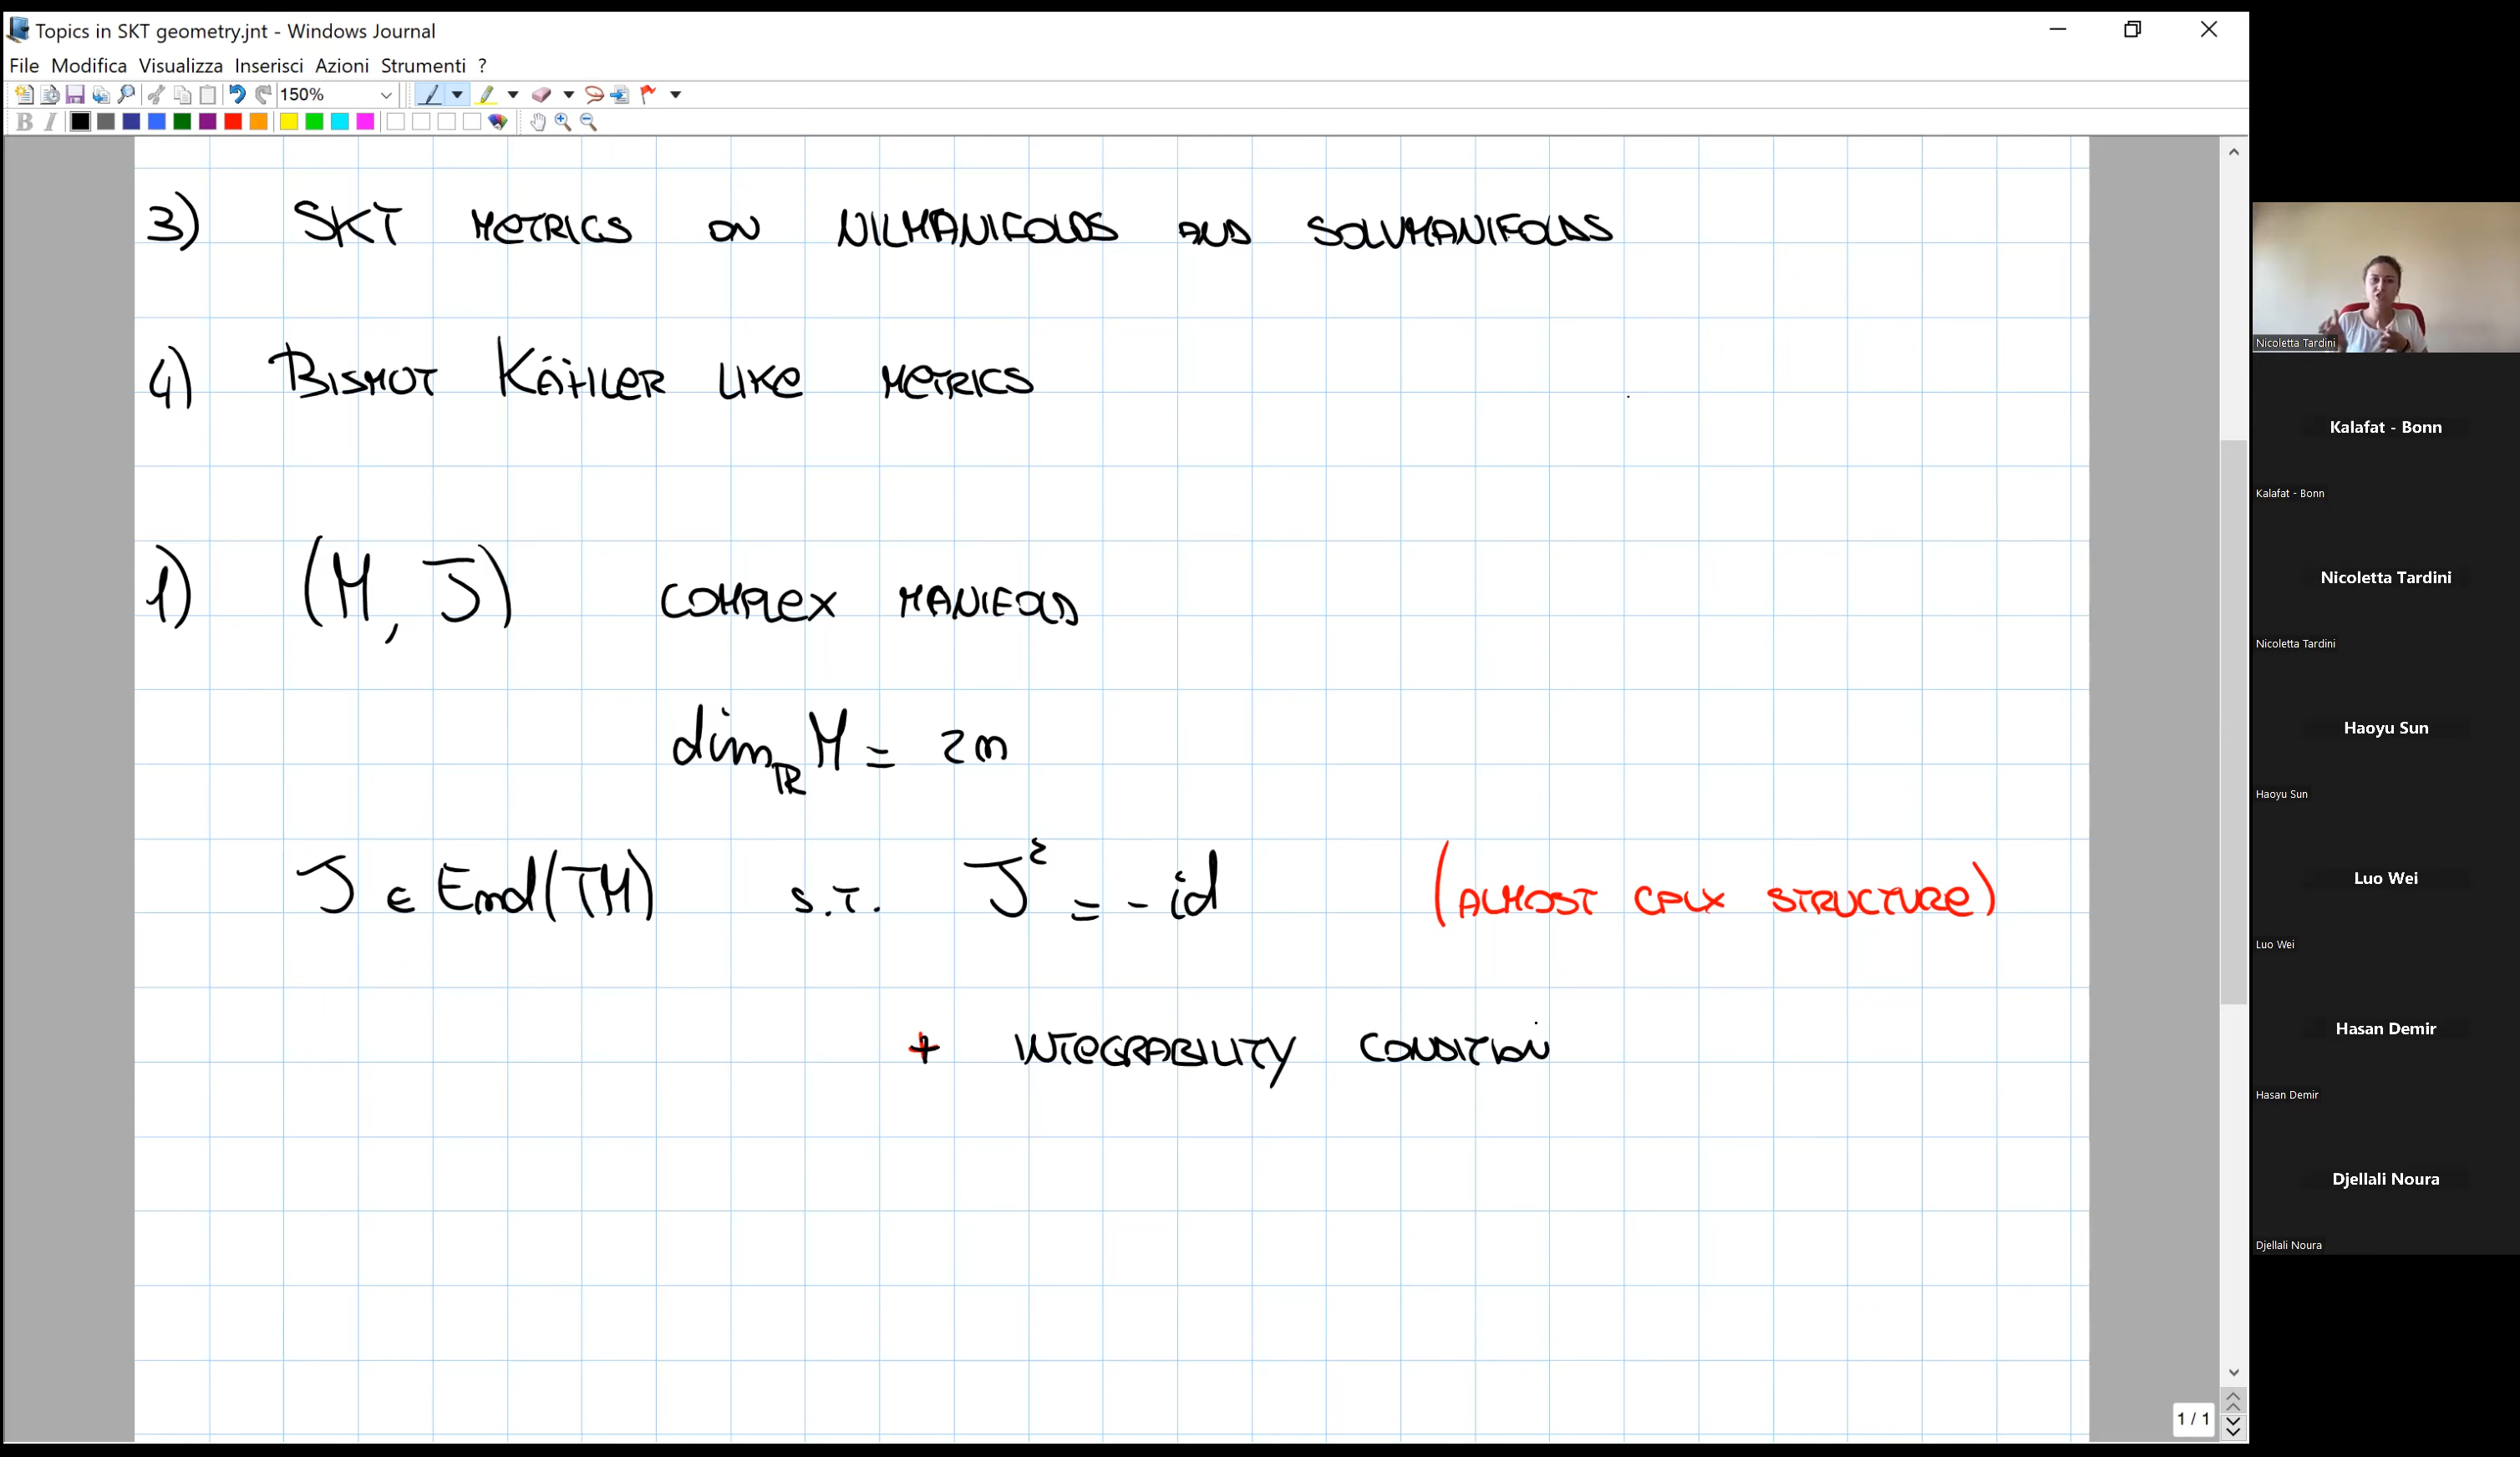 Topics in SKT geometry.jnt - Windows Journal
File Modifica Visualizza Inserisci Azioni Strumenti ?
150%
B I
3) SKT METRICS ON NILMANIFOLDS AND SOLVMANIFOLDS
4) BISMUT KÄHLER LIKE METRICS
1) (M, J) COMPLEX MANIFOLD
dim_ℝ M = 2n
J ∈ End(TM) S.T. J² = - id (ALMOST CPLX STRUCTURE)
+ INTEGRABILITY CONDITION
1 / 1
Nicoletta Tardini
Kalafat - Bonn
Kalafat - Bonn
Nicoletta Tardini
Nicoletta Tardini
Haoyu Sun
Haoyu Sun
Luo Wei
Luo Wei
Hasan Demir
Hasan Demir
Djellali Noura
Djellali Noura